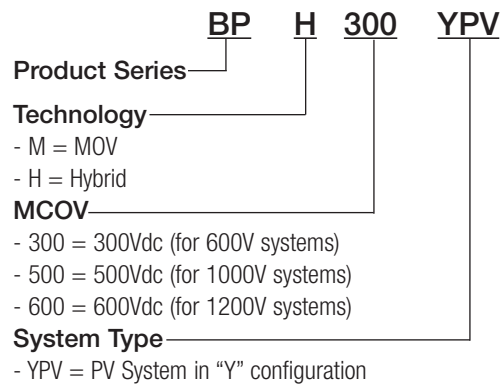 BP H 300 YPV
Product Series
Technology
- M = MOV
- H = Hybrid
MCOV
- 300 = 300Vdc (for 600V systems)
- 500 = 500Vdc (for 1000V systems)
- 600 = 600Vdc (for 1200V systems)
System Type
- YPV = PV System in “Y” configuration